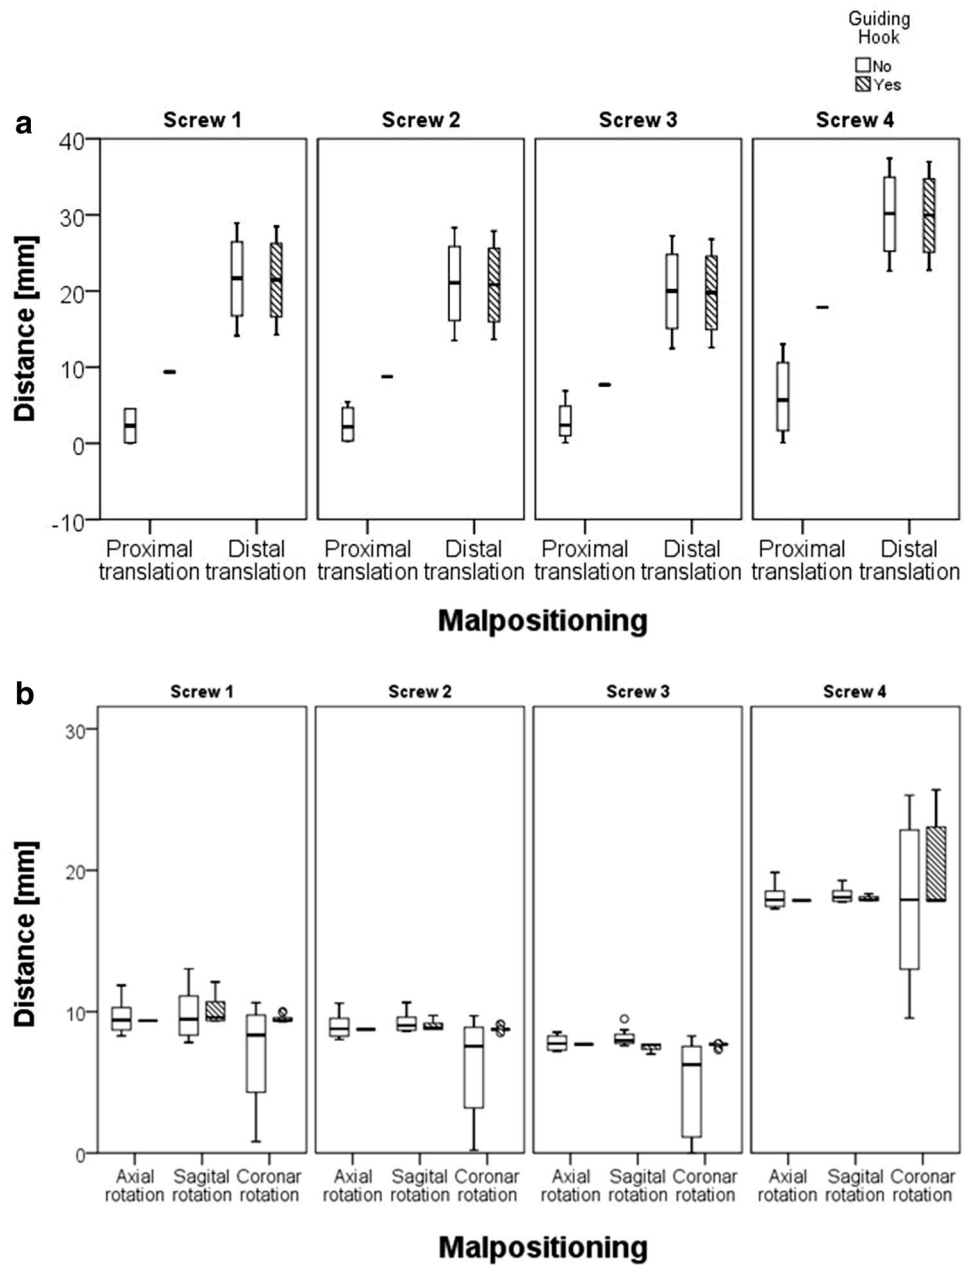 Guiding
Hook
No
Yes
a
Screw 1
Screw 2
Screw 3
Screw 4
40
30
20
10
0
-10
Distance [mm]
Proximal translation
Distal translation
Proximal translation
Distal translation
Proximal translation
Distal translation
Proximal translation
Distal translation
Malpositioning
b
Screw 1
Screw 2
Screw 3
Screw 4
30
20
10
0
Distance [mm]
Axial rotation
Sagital rotation
Coronar rotation
Axial rotation
Sagital rotation
Coronar rotation
Axial rotation
Sagital rotation
Coronar rotation
Axial rotation
Sagital rotation
Coronar rotation
Malpositioning